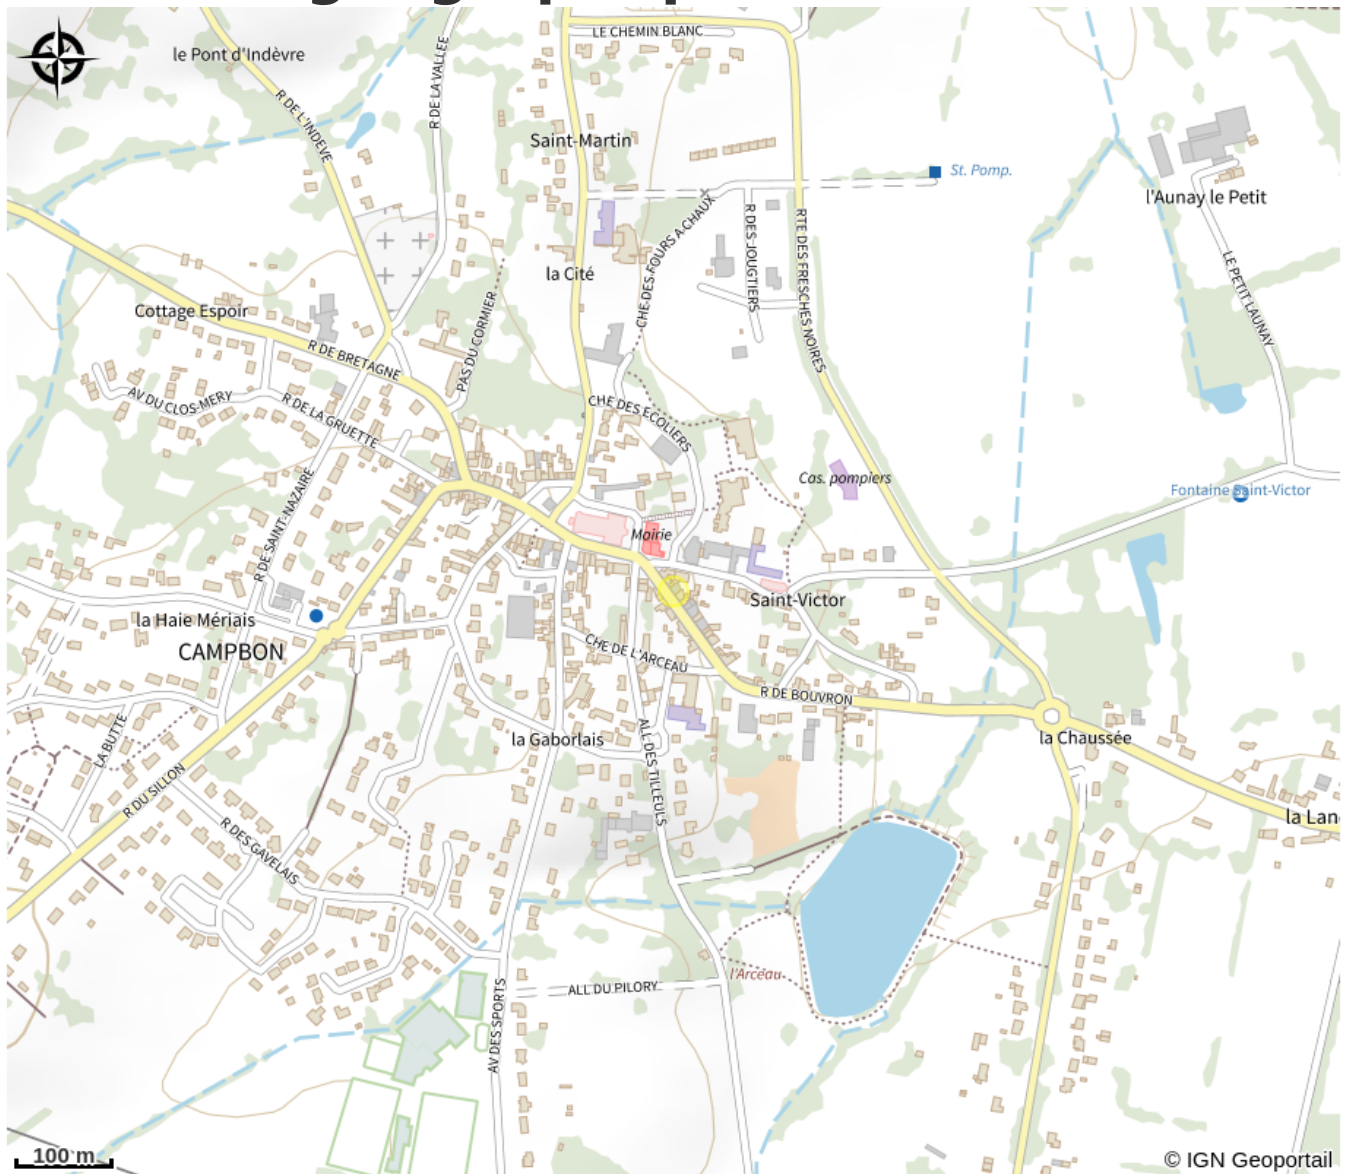 LE CHEMIN BLANC
le Pont d'Indèvre
R DE LA VALLEE
R DE L'INDEVE
Saint-Martin
St. Pomp.
l'Aunay le Petit
R DES JOUGTIERS
RTE DES FRESCHES NOIRES
CHE DES FOURS A CHAUX
la Cité
LE PETIT LAUNAY
Cottage Espoir
PAS DU CORMIER
R DE BRETAGNE
AV DU CLOS-MERY
R DE LA GRUETTE
CHE DES ECOLIERS
R DE SAINT-NAZAIRE
Cas. pompiers
Fontaine Saint-Victor
Mairie
Saint-Victor
la Haie Mériais
CAMPBON
CHE DE L'ARCEAU
R DE BOUVRON
la Gaborlais
ALL DES TILLEULS
la Chaussée
LA BUTTE
R DU SILLON
R DES GAVELAIS
la Lan
l'Arceau
ALL DU PILORY
AV DES SPORTS
100 m
© IGN Geoportail